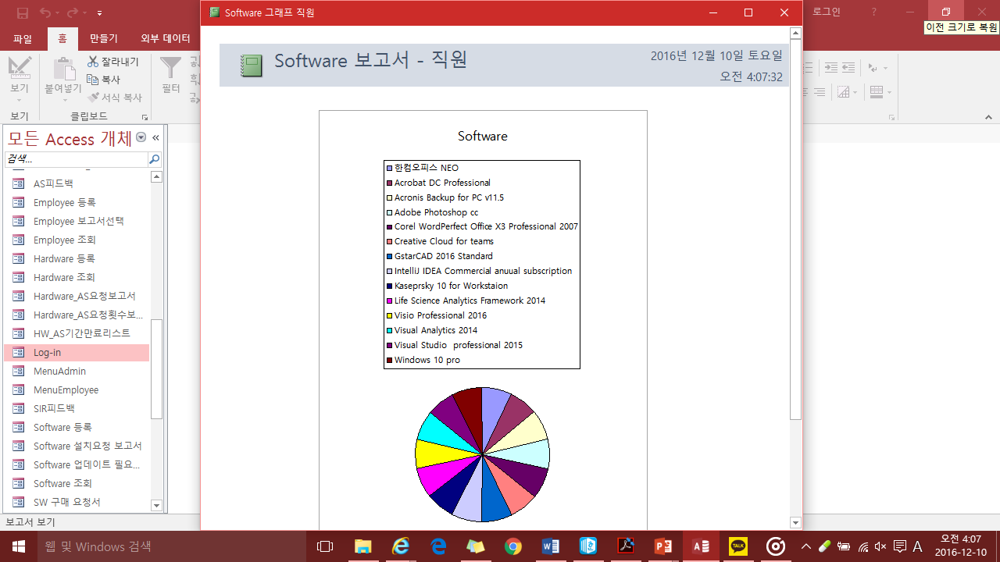 Software 그래프 직원
로그인
?
이전 크기로 복원
파일
홈
만들기
외부 데이터
보기
붙여넣기
잘라내기
복사
서식 복사
필터
보기
클립보드
모든 Access 개체
검색...
AS피드백
Employee 등록
Employee 보고서선택
Employee 조회
Hardware 등록
Hardware 조회
Hardware_AS요청보고서
Hardware_AS요청횟수보...
HW_AS기간만료리스트
Log-in
MenuAdmin
MenuEmployee
SIR피드백
Software 등록
Software 설치요청 보고서
Software 업데이트 필요...
Software 조회
SW 구매 요청서
보고서 보기
Software 보고서 - 직원
2016년 12월 10일 토요일
오전 4:07:32
Software
한컴오피스 NEO
Acrobat DC Professional
Acronis Backup for PC v11.5
Adobe Photoshop cc
Corel WordPerfect Office X3 Professional 2007
Creative Cloud for teams
GstarCAD 2016 Standard
IntelliJ IDEA Commercial anuual subscription
Kaseprsky 10 for Workstaion
Life Science Analytics Framework 2014
Visio Professional 2016
Visual Analytics 2014
Visual Studio  professional 2015
Windows 10 pro
웹 및 Windows 검색
TALK
A
오전 4:07
2016-12-10